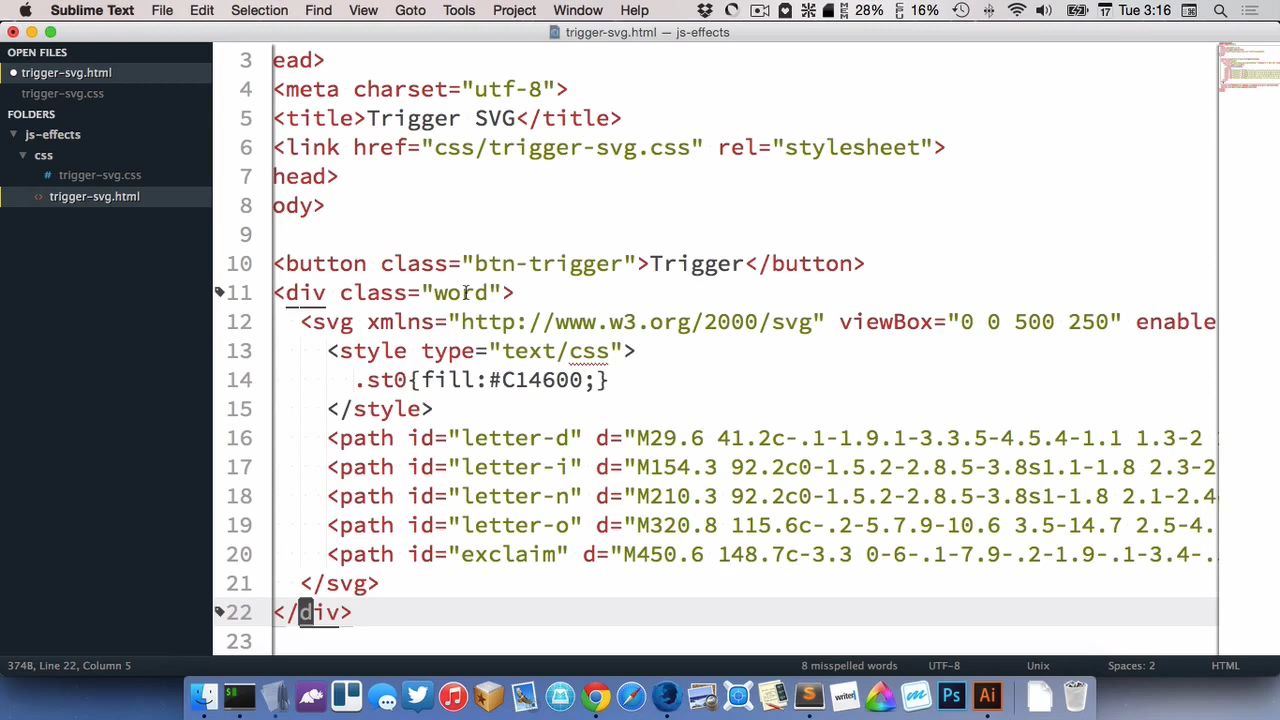 Sublime Text File Edit Selection Find View Goto Tools Project Window Help 28% 16% 17 Tue 3:16
trigger-svg.html — js-effects
OPEN FILES
trigger-svg.html
trigger-svg.css
FOLDERS
js-effects
css
# trigger-svg.css
<> trigger-svg.html
3 ead>
4 <meta charset="utf-8">
5 <title>Trigger SVG</title>
6 <link href="css/trigger-svg.css" rel="stylesheet">
7 head>
8 ody>
9
10 <button class="btn-trigger">Trigger</button>
11 <div class="word">
12 <svg xmlns="http://www.w3.org/2000/svg" viewBox="0 0 500 250" enable
13 <style type="text/css">
14 .st0{fill:#C14600;}
15 </style>
16 <path id="letter-d" d="M29.6 41.2c-.1-1.9.1-3.3.5-4.5.4-1.1 1.3-2
17 <path id="letter-i" d="M154.3 92.2c0-1.5.2-2.8.5-3.8s1.1-1.8 2.3-2
18 <path id="letter-n" d="M210.3 92.2c0-1.5.2-2.8.5-3.8s1-1.8 2.1-2.4
19 <path id="letter-o" d="M320.8 115.6c-.2-5.7.9-10.6 3.5-14.7 2.5-4.
20 <path id="exclaim" d="M450.6 148.7c-3.3 0-6-.1-7.9-.2-1.9-.1-3.4-.
21 </svg>
22 </div>
23
374B, Line 22, Column 5 8 misspelled words UTF-8 Unix Spaces: 2 HTML
writer Ps Ai